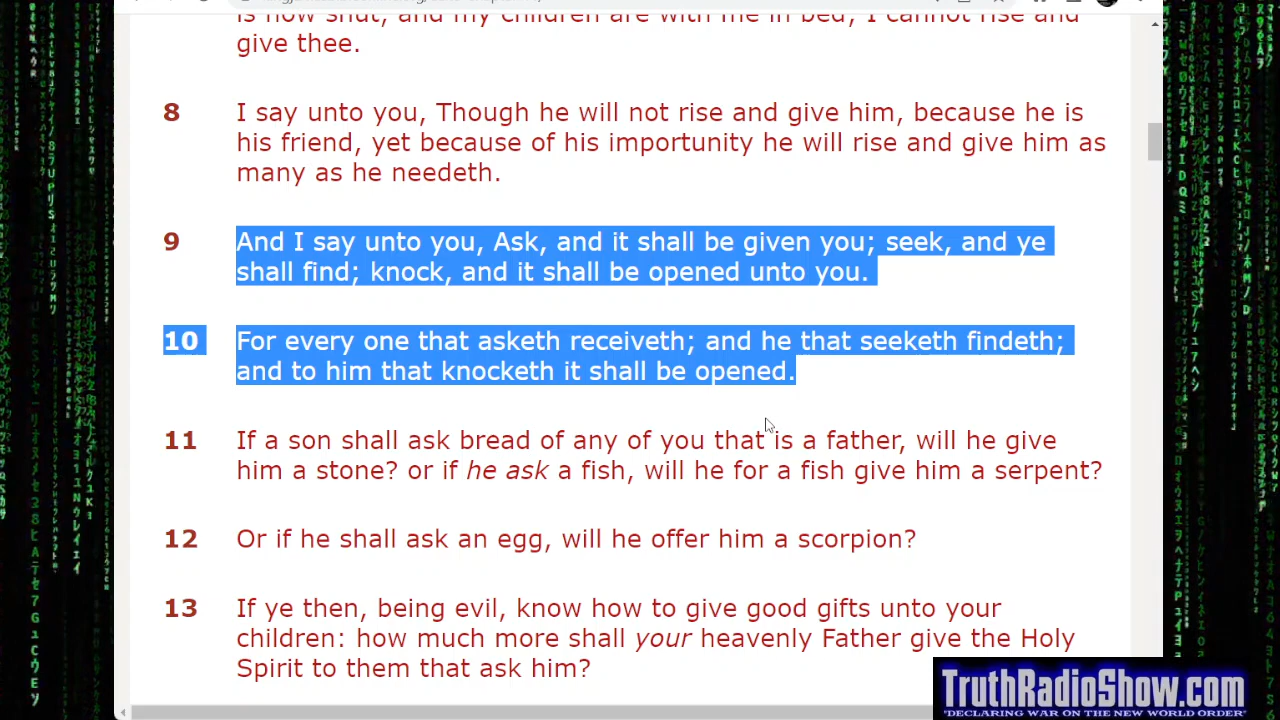 is now shut, and my children are with me in bed; I cannot rise and
give thee.
8 I say unto you, Though he will not rise and give him, because he is
his friend, yet because of his importunity he will rise and give him as
many as he needeth.
9 And I say unto you, Ask, and it shall be given you; seek, and ye
shall find; knock, and it shall be opened unto you.
10 For every one that asketh receiveth; and he that seeketh findeth;
and to him that knocketh it shall be opened.
11 If a son shall ask bread of any of you that is a father, will he give
him a stone? or if he ask a fish, will he for a fish give him a serpent?
12 Or if he shall ask an egg, will he offer him a scorpion?
13 If ye then, being evil, know how to give good gifts unto your
children: how much more shall your heavenly Father give the Holy
Spirit to them that ask him?
TruthRadioShow.com
"DECLARING WAR ON THE NEW WORLD ORDER"